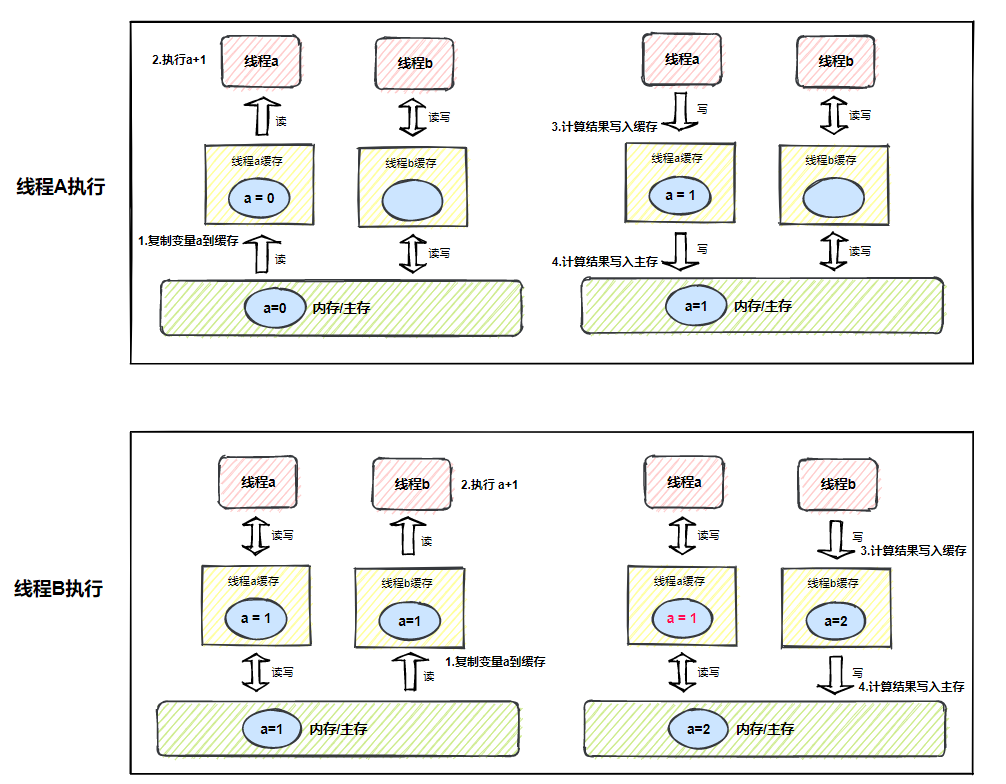 线程A执行
2.执行a+1
线程a
线程b
读
读写
线程a缓存
a = 0
线程b缓存
1.复制变量a到缓存
读
读写
a=0
内存/主存
线程a
线程b
写
读写
3.计算结果写入缓存
线程a缓存
a = 1
线程b缓存
写
读写
4.计算结果写入主存
a=1
内存/主存
线程B执行
线程a
线程b
2.执行 a+1
读写
读
线程a缓存
a = 1
线程b缓存
a=1
1.复制变量a到缓存
读写
读
a=1
内存/主存
线程a
线程b
读写
写
3.计算结果写入缓存
线程a缓存
a = 1
线程b缓存
a=2
读写
写
4.计算结果写入主存
a=2
内存/主存